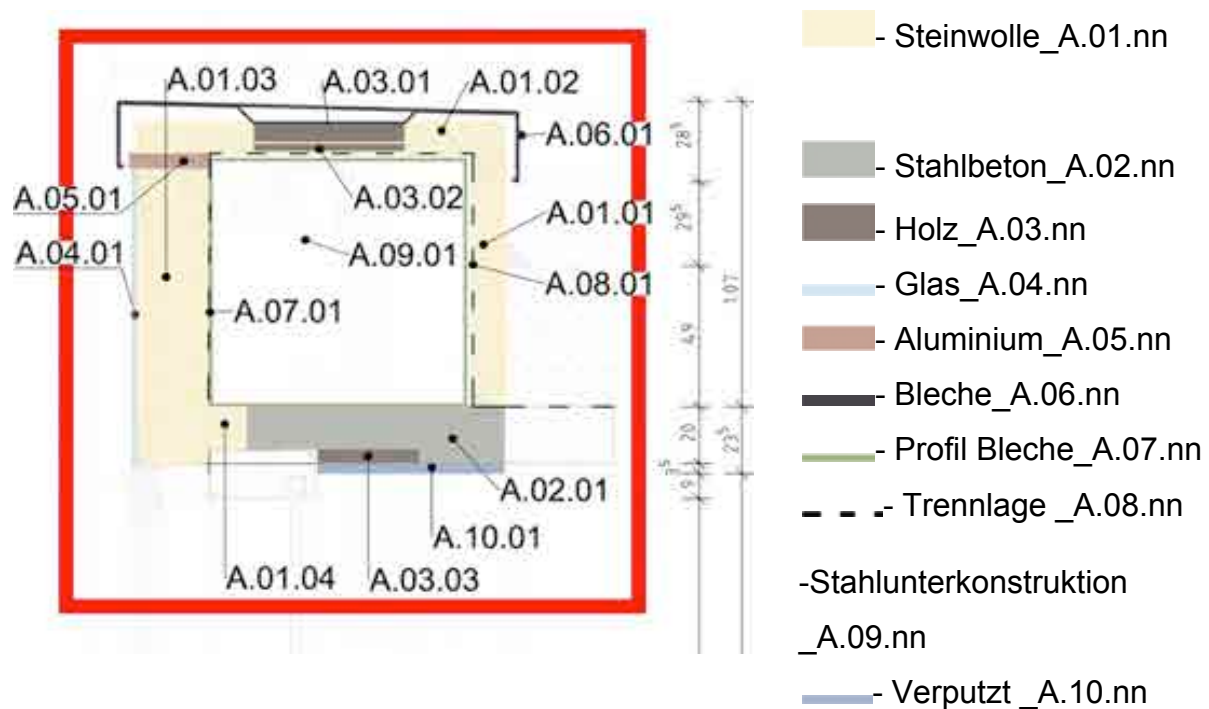 A.01.03
A.03.01
A.01.02
A.06.01
A.05.01
A.03.02
A.01.01
A.04.01
A.09.01
A.08.01
A.07.01
A.02.01
A.10.01
A.01.04
A.03.03
28⁵
29⁵
107
49
20
23⁵
- Steinwolle_A.01.nn
- Stahlbeton_A.02.nn
- Holz_A.03.nn
- Glas_A.04.nn
- Aluminium_A.05.nn
- Bleche_A.06.nn
- Profil Bleche_A.07.nn
- Trennlage _A.08.nn
-Stahlunterkonstruktion
_A.09.nn
- Verputzt _A.10.nn